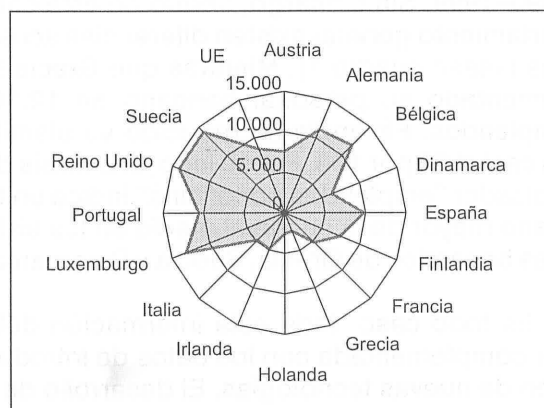 UE
Austria
15.000
Alemania
Suecia
10.000
Bélgica
Reino Unido
5.000
Dinamarca
Portugal
0
España
Luxemburgo
Finlandia
Italia
Francia
Irlanda
Grecia
Holanda